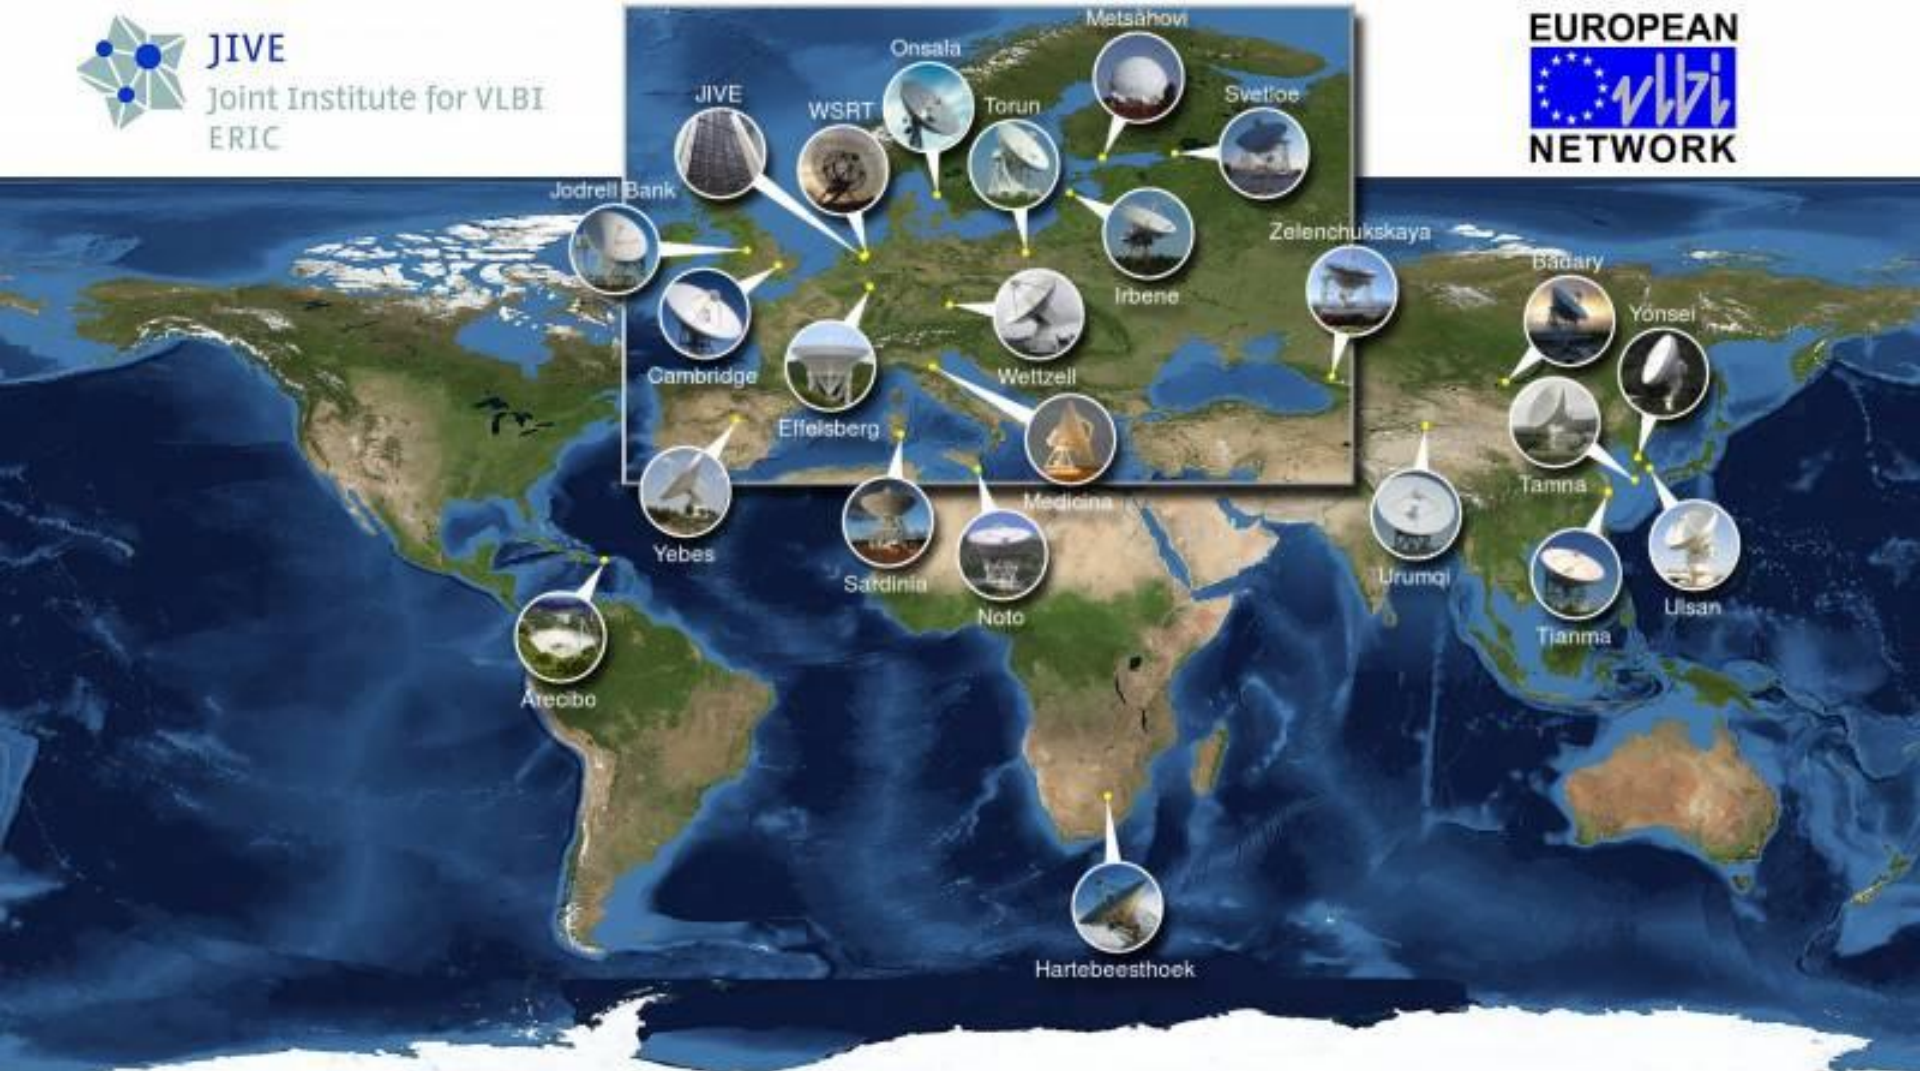 JIVE
Joint Institute for VLBI
ERIC
EUROPEAN
vlbi
NETWORK
Metsähovi
Onsala
JIVE
WSRT
Torun
Svetloe
Jodrell Bank
Zelenchukskaya
Badary
Irbene
Yonsei
Cambridge
Wettzell
Effelsberg
Tamna
Medicina
Yebes
Sardinia
Urumqi
Noto
Ulsan
Tianma
Arecibo
Hartebeesthoek